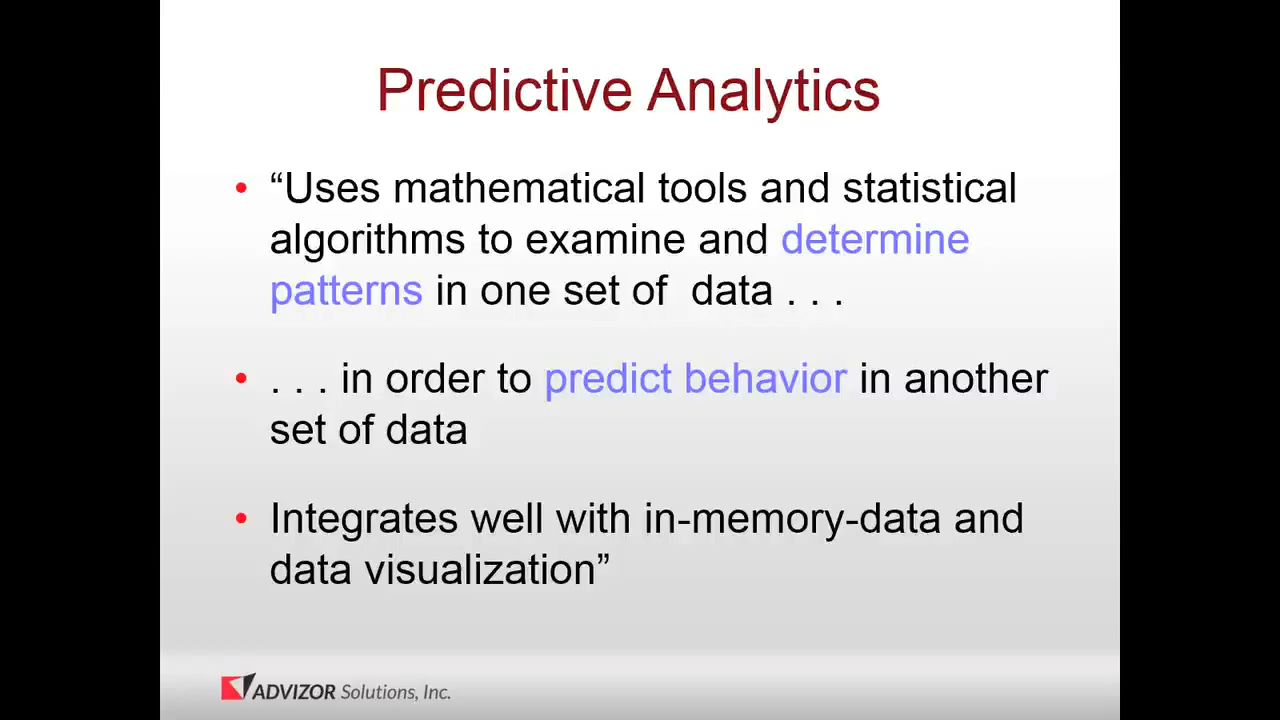 Predictive Analytics
• “Uses mathematical tools and statistical
algorithms to examine and determine
patterns in one set of  data . . .
• . . . in order to predict behavior in another
set of data
• Integrates well with in-memory-data and
data visualization”
ADVIZOR Solutions, Inc.